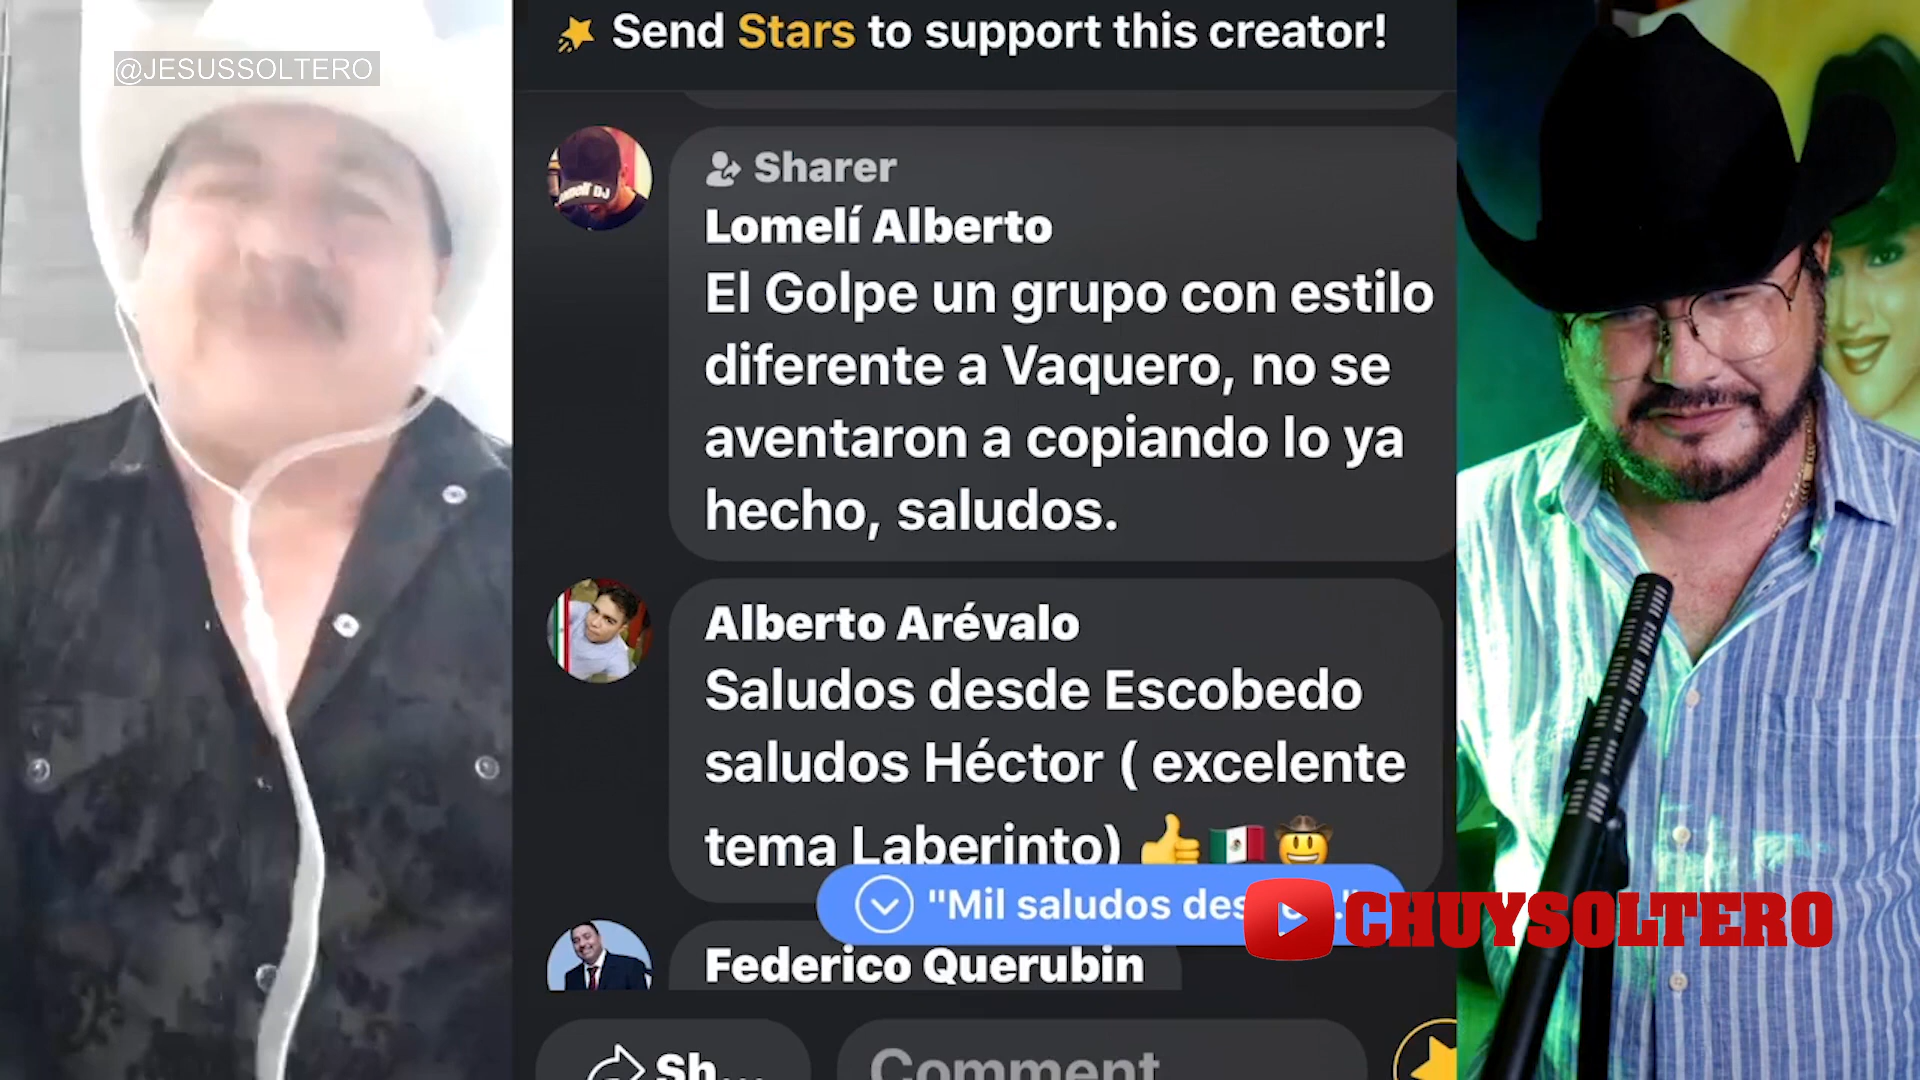 @JESUSSOLTERO
Send Stars to support this creator!
Sharer
Lomelí Alberto
El Golpe un grupo con estilo
diferente a Vaquero, no se
aventaron a copiando lo ya
hecho, saludos.
Alberto Arévalo
Saludos desde Escobedo
saludos Héctor ( excelente
tema Laberinto) 👍🇲🇽🤠
"Mil saludos
CHUYSOLTERO
Federico Querubin
Sh...
Comment